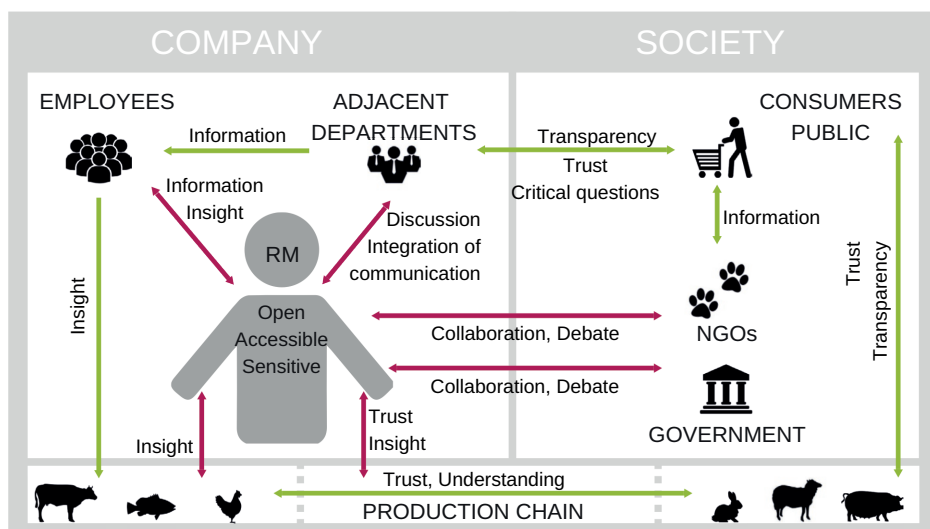 COMPANY
SOCIETY
EMPLOYEES
ADJACENT
DEPARTMENTS
CONSUMERS
PUBLIC
Information
Transparency
Trust
Critical questions
Information
Insight
Discussion
Integration of
communication
Information
RM
Insight
Trust
Transparency
Open
Accessible
Sensitive
Collaboration, Debate
NGOs
Collaboration, Debate
GOVERNMENT
Insight
Trust
Insight
Trust, Understanding
PRODUCTION CHAIN